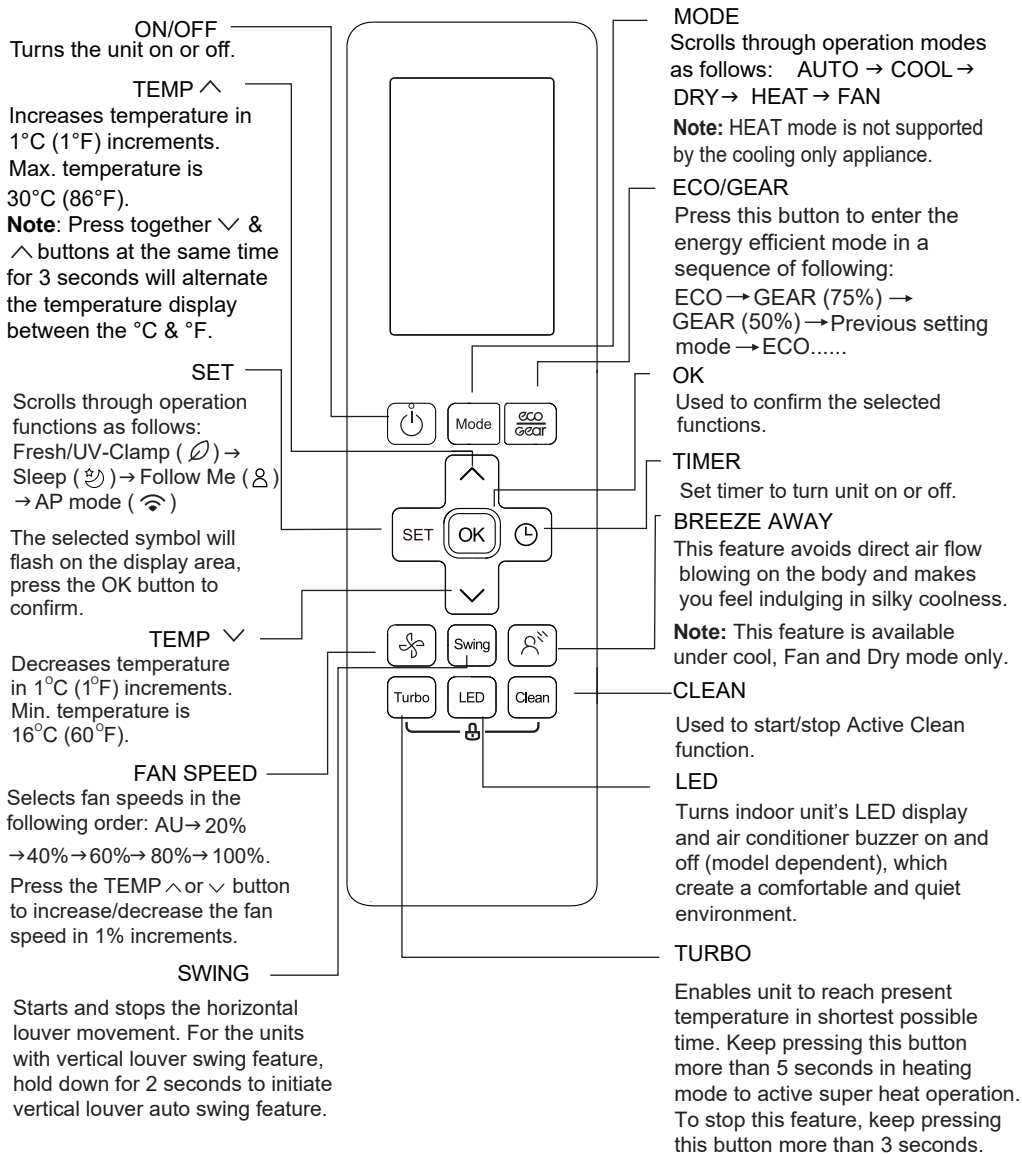 ON/OFF
Turns the unit on or off.
TEMP ∧
Increases temperature in
1°C (1°F) increments.
Max. temperature is
30°C (86°F).
Note: Press together ∨ &
∧ buttons at the same time
for 3 seconds will alternate
the temperature display
between the °C & °F.
SET
Scrolls through operation
functions as follows:
Fresh/UV-Clamp ( ) →
Sleep ( ) → Follow Me ( )
→ AP mode ( )
The selected symbol will
flash on the display area,
press the OK button to
confirm.
TEMP ∨
Decreases temperature
in 1°C (1°F) increments.
Min. temperature is
16°C (60°F).
FAN SPEED
Selects fan speeds in the
following order: AU→ 20%
→40%→60%→ 80%→100%.
Press the TEMP ∧ or ∨ button
to increase/decrease the fan
speed in 1% increments.
SWING
Starts and stops the horizontal
louver movement. For the units
with vertical louver swing feature,
hold down for 2 seconds to initiate
vertical louver auto swing feature.
Mode
eco
gear
SET
OK
Swing
Turbo
LED
Clean
MODE
Scrolls through operation modes
as follows: AUTO → COOL →
DRY → HEAT → FAN
Note: HEAT mode is not supported
by the cooling only appliance.
ECO/GEAR
Press this button to enter the
energy efficient mode in a
sequence of following:
ECO → GEAR (75%) →
GEAR (50%) → Previous setting
mode → ECO......
OK
Used to confirm the selected
functions.
TIMER
Set timer to turn unit on or off.
BREEZE AWAY
This feature avoids direct air flow
blowing on the body and makes
you feel indulging in silky coolness.
Note: This feature is available
under cool, Fan and Dry mode only.
CLEAN
Used to start/stop Active Clean
function.
LED
Turns indoor unit's LED display
and air conditioner buzzer on and
off (model dependent), which
create a comfortable and quiet
environment.
TURBO
Enables unit to reach present
temperature in shortest possible
time. Keep pressing this button
more than 5 seconds in heating
mode to active super heat operation.
To stop this feature, keep pressing
this button more than 3 seconds.